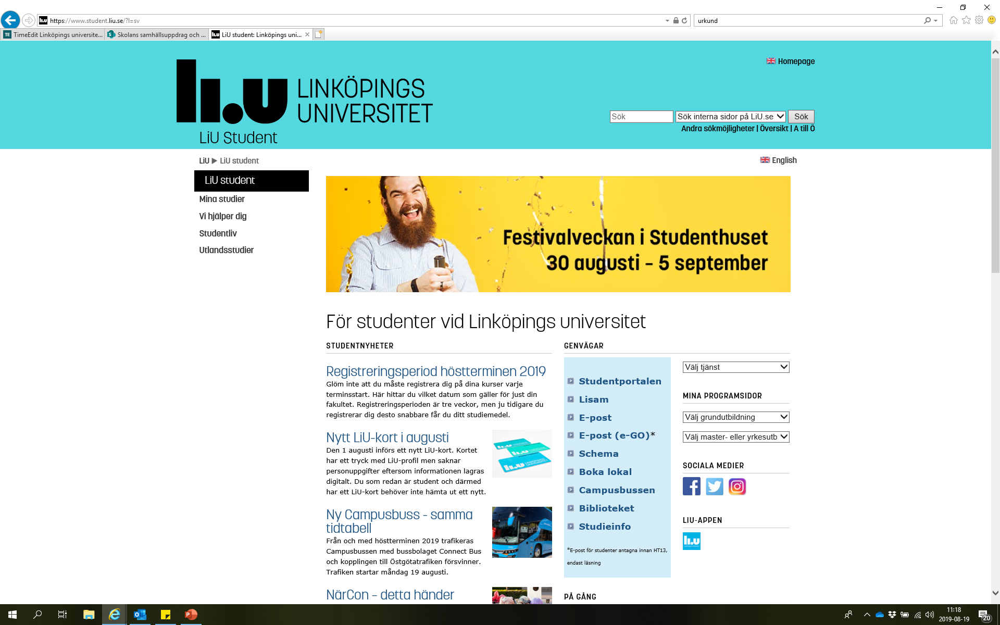 https://www.student.liu.se/?l=sv
urkund
TE TimeEdit Linköpings universite...
S Skolans samhällsuppdrag och ...
LiU student: Linköpings uni...
Homepage
li.u LINKÖPINGS
UNIVERSITET
LiU Student
Sök Sök interna sidor på LiU.se Sök
Andra sökmöjligheter | Översikt | A till Ö
LiU ▶ LiU student
English
LiU student
Mina studier
Vi hjälper dig
Studentliv
Utlandsstudier
Festivalveckan i Studenthuset
30 augusti – 5 september
För studenter vid Linköpings universitet
STUDENTNYHETER
Registreringsperiod höstterminen 2019
Glöm inte att du måste registrera dig på dina kurser varje
terminsstart. Här hittar du vilket datum som gäller för just din
fakultet. Registreringsperioden är tre veckor, men ju tidigare du
registrerar dig desto snabbare får du ditt studiemedel.
Nytt LiU-kort i augusti
Den 1 augusti införs ett nytt LiU-kort. Kortet
har ett tryck med LiU-profil men saknar
personuppgifter eftersom informationen lagras
digitalt. Du som redan är student och därmed
har ett LiU-kort behöver inte hämta ut ett nytt.
li.u LINKÖPINGS UNIVERSITET
Ny Campusbuss - samma
tidtabell
Från och med höstterminen 2019 trafikeras
Campusbussen med bussbolaget Connect Bus
och kopplingen till Östgötatrafiken försvinner.
Trafiken startar måndag 19 augusti.
NärCon – detta händer
GENVÄGAR
Studentportalen
Lisam
E-post
E-post (e-GO)*
Schema
Boka lokal
Campusbussen
Biblioteket
Studieinfo
*E-post för studenter antagna innan HT13,
endast läsning
PÅ GÅNG
Välj tjänst
MINA PROGRAMSIDOR
Välj grundutbildning
Välj master- eller yrkesutb
SOCIALA MEDIER
LIU-APPEN
li.u
11:18
2019-08-19
20